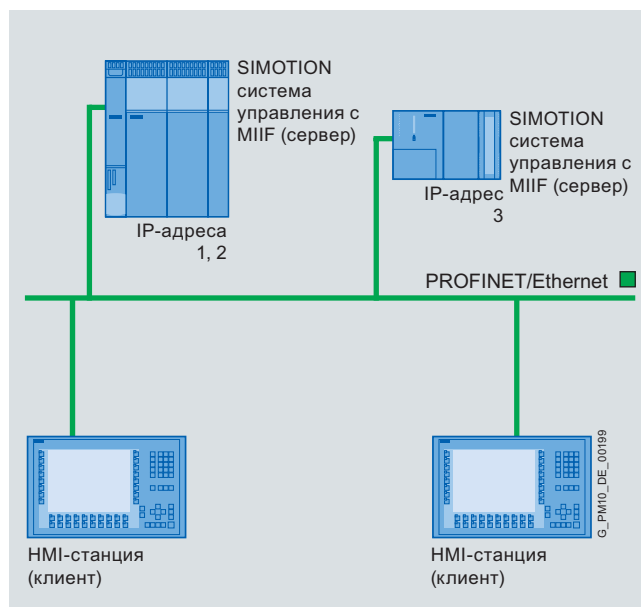 SIMOTION
система
управления с
MIIF (сервер)
IP-адреса
1, 2
SIMOTION
система
управления с
MIIF (сервер)
IP-адрес
3
PROFINET/Ethernet
HMI-станция
(клиент)
HMI-станция
(клиент)
G_PM10_DE_00199